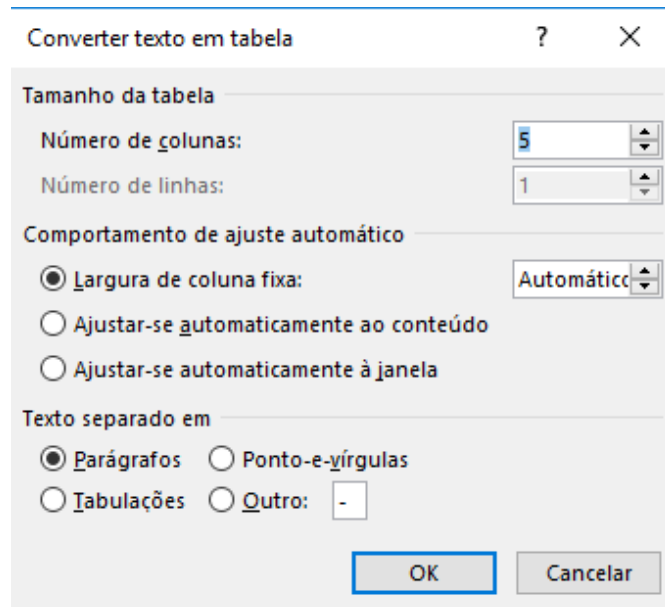 Converter texto em tabela ? ×
Tamanho da tabela
Número de colunas: 5
Número de linhas: 1
Comportamento de ajuste automático
Largura de coluna fixa: Automático
Ajustar-se automaticamente ao conteúdo
Ajustar-se automaticamente à janela
Texto separado em
Parágrafos Ponto-e-vírgulas
Tabulações Outro: -
OK Cancelar